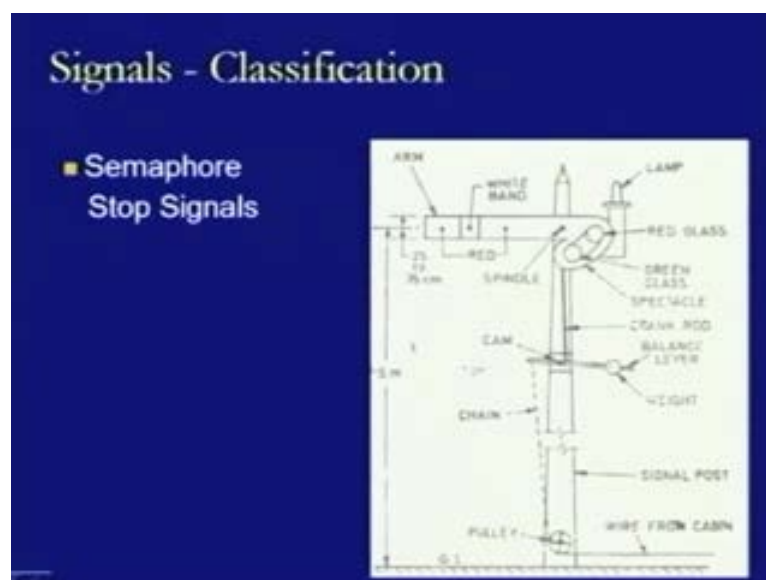 Signals - Classification
Semaphore
Stop Signals
ARM
WHITE
BAND
LAMP
RED
RED GLASS
SPINDLE
GREEN
GLASS
SPECTACLE
CRANK ROD
CAM
BALANCE
LEVER
WEIGHT
CHAIN
SIGNAL POST
PULLEY
WIRE FROM CABIN
G.L